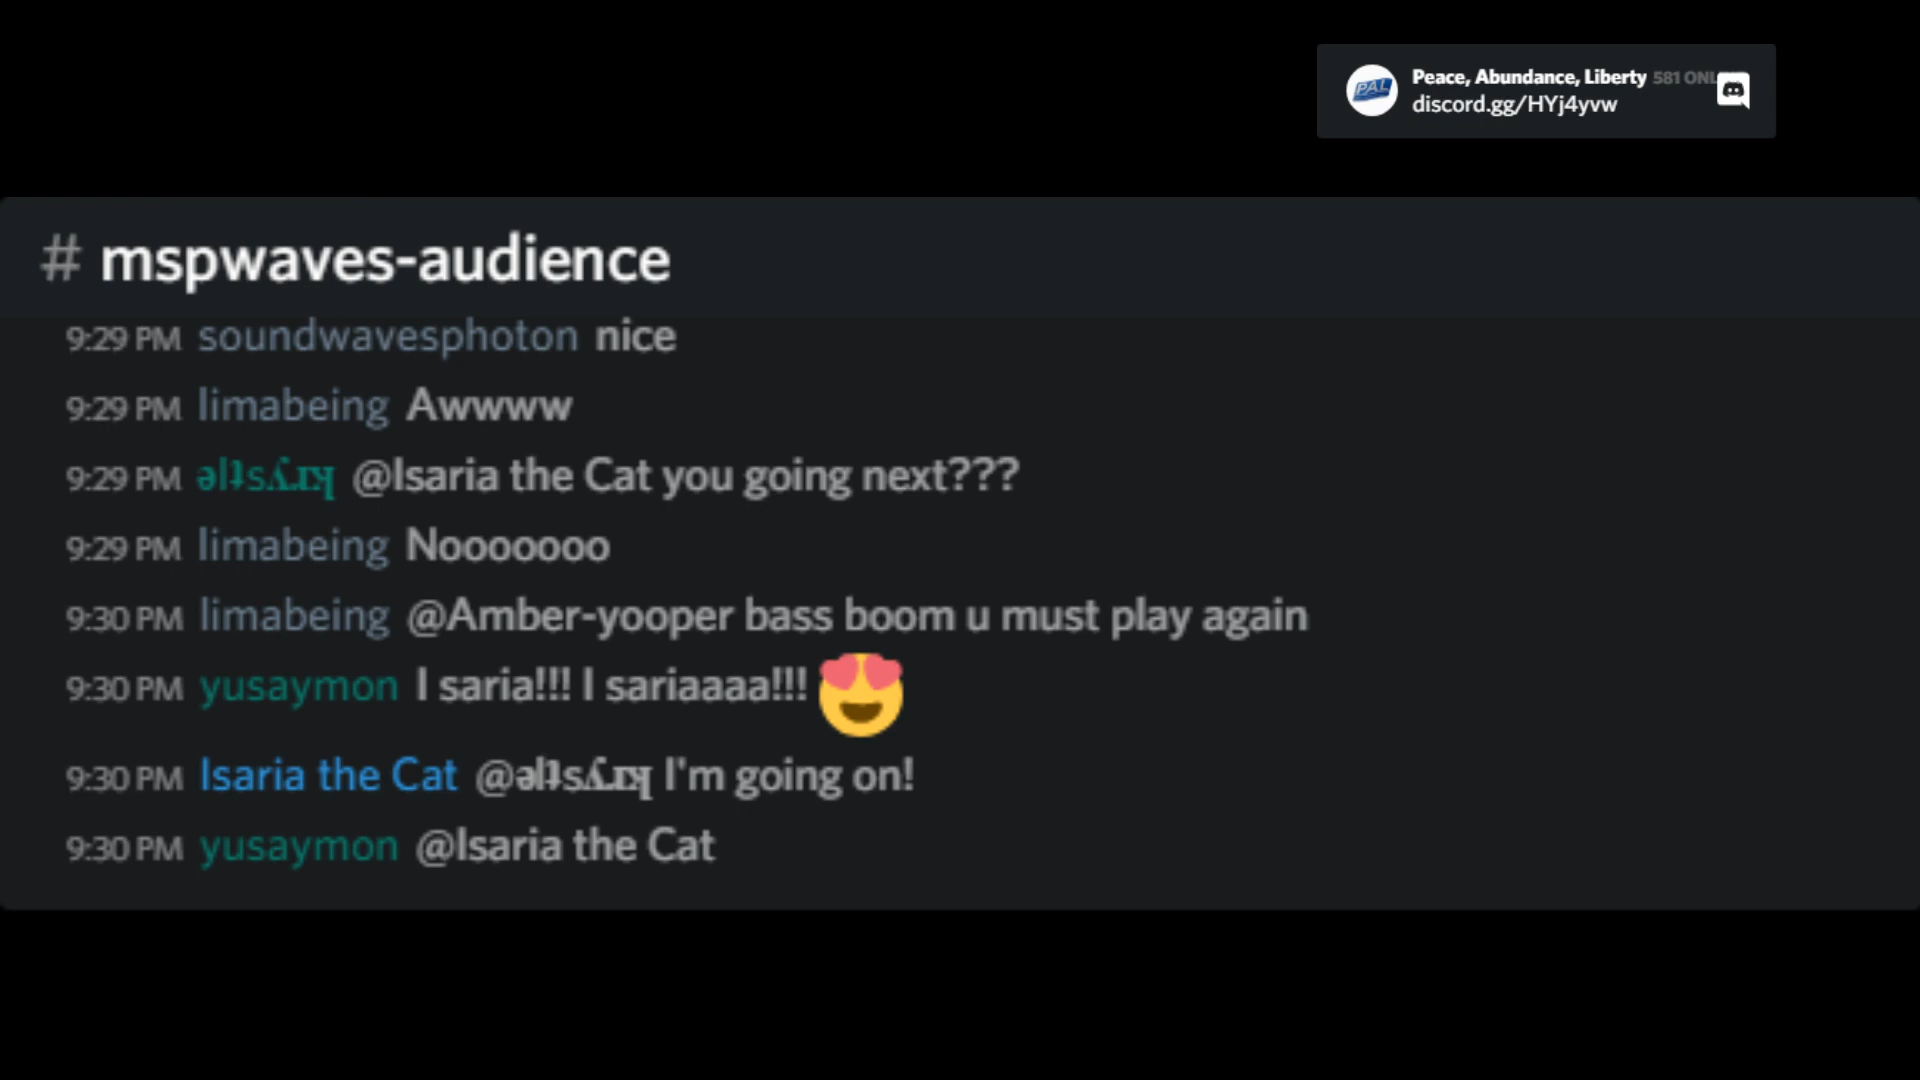 Peace, Abundance, Liberty 581 ONL
discord.gg/HYj4yvw
PAL
# mspwaves-audience
9:29 PM soundwavesphoton nice
9:29 PM limabeing Awwww
9:29 PM @Isaria the Cat you going next???
9:29 PM limabeing Nooooooo
9:30 PM limabeing @Amber-yooper bass boom u must play again
9:30 PM yusaymon I saria!!! I sariaaaa!!! 😍
9:30 PM Isaria the Cat I'm going on!
9:30 PM yusaymon @Isaria the Cat